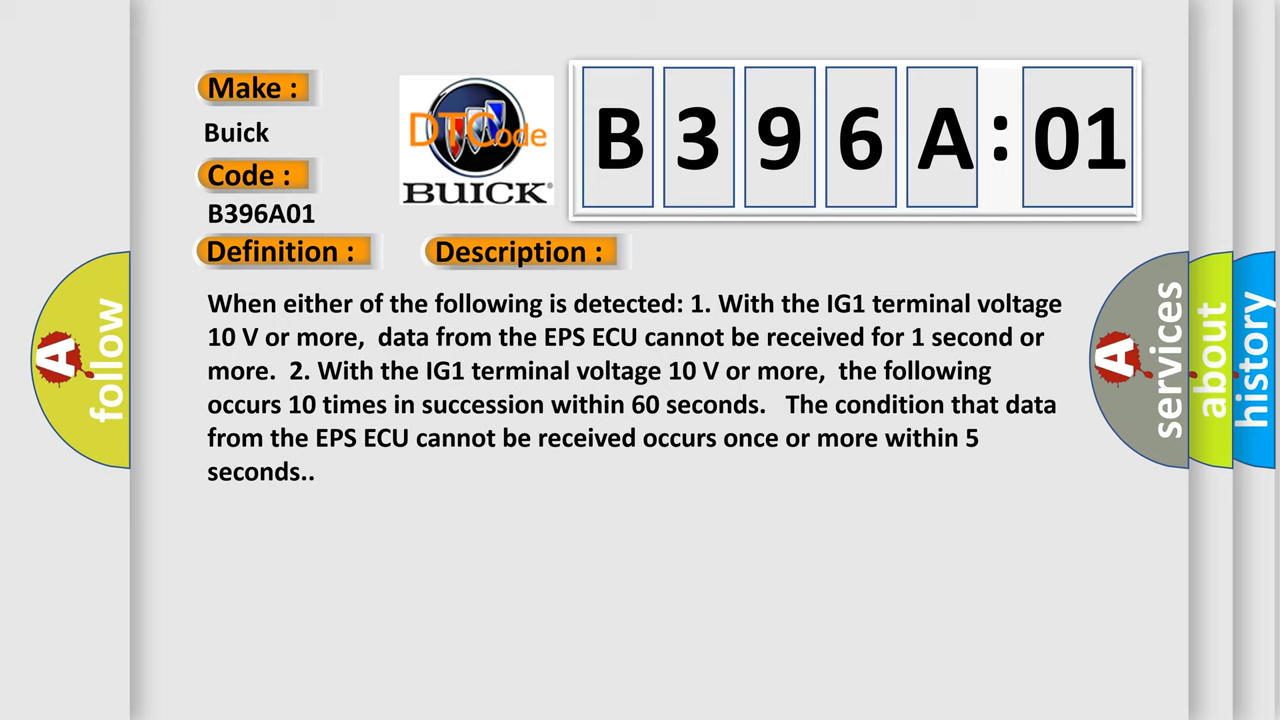 Make :
Buick
Code :
B396A01
DTCode
BUICK®
B396A:01
Definition :
Description :
When either of the following is detected: 1. With the IG1 terminal voltage
10 V or more,  data from the EPS ECU cannot be received for 1 second or
more.  2. With the IG1 terminal voltage 10 V or more,  the following
occurs 10 times in succession within 60 seconds.   The condition that data
from the EPS ECU cannot be received occurs once or more within 5
seconds..
A
follow
A
services
about
history